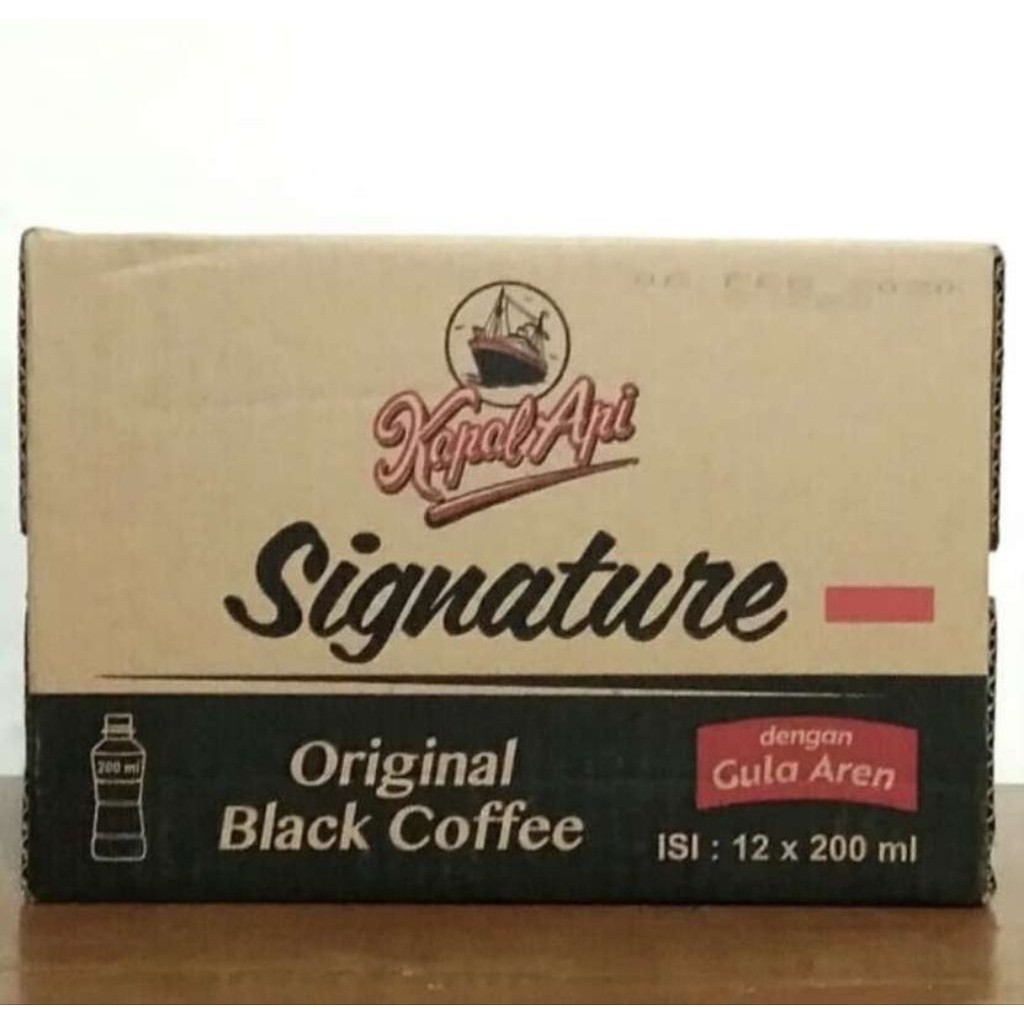 Kapal Api
Signature
200 ml
Original
Black Coffee
dengan
Gula Aren
ISI : 12 x 200 ml